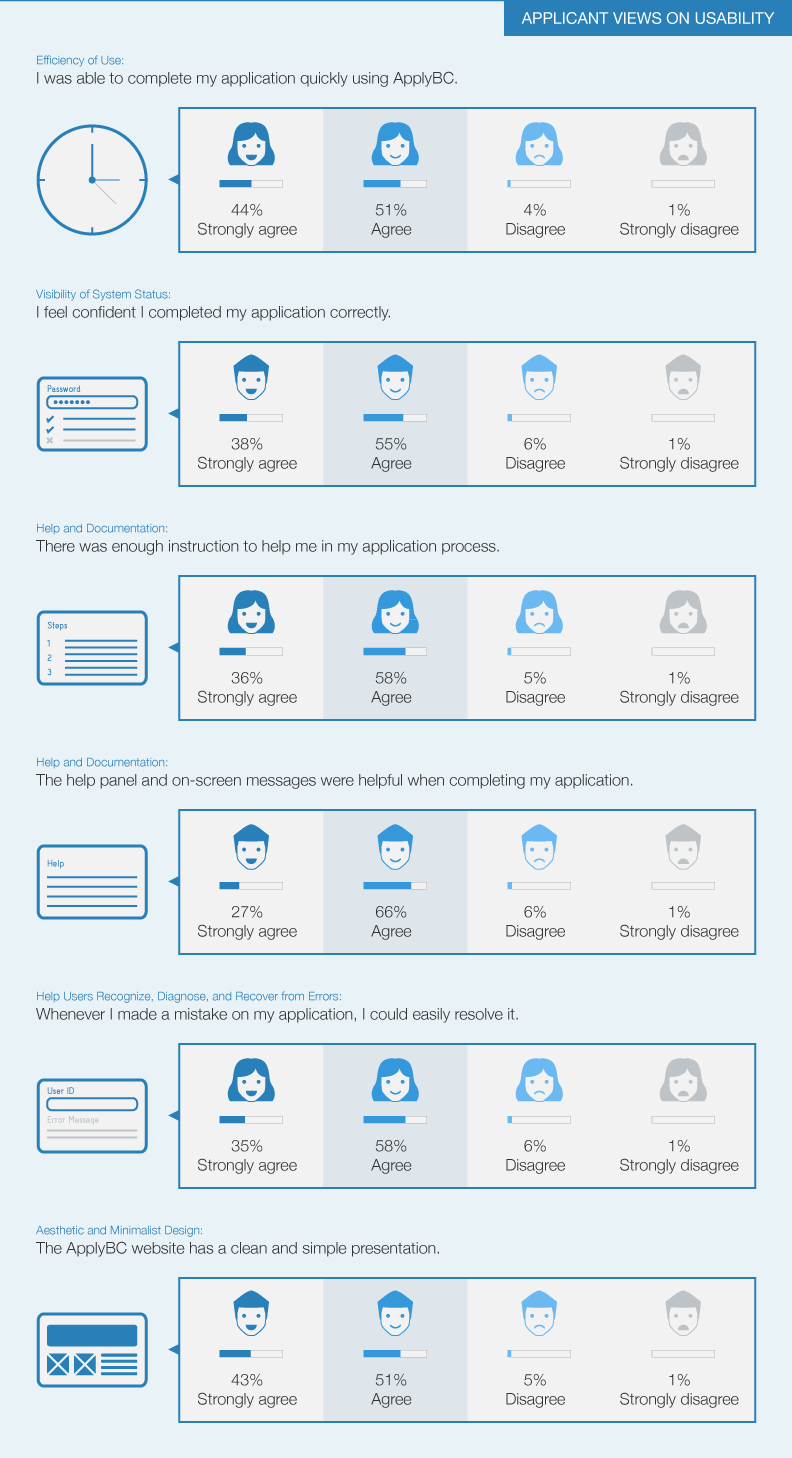 APPLICANT VIEWS ON USABILITY
Efficiency of Use:
I was able to complete my application quickly using ApplyBC.
44% 51% 4% 1%
Strongly agree Agree Disagree Strongly disagree
Visibility of System Status:
I feel confident I completed my application correctly.
Password
38% 55% 6% 1%
Strongly agree Agree Disagree Strongly disagree
Help and Documentation:
There was enough instruction to help me in my application process.
Steps
1
2
3
36% 58% 5% 1%
Strongly agree Agree Disagree Strongly disagree
Help and Documentation:
The help panel and on-screen messages were helpful when completing my application.
Help
27% 66% 6% 1%
Strongly agree Agree Disagree Strongly disagree
Help Users Recognize, Diagnose, and Recover from Errors:
Whenever I made a mistake on my application, I could easily resolve it.
User ID
Error Message
35% 58% 6% 1%
Strongly agree Agree Disagree Strongly disagree
Aesthetic and Minimalist Design:
The ApplyBC website has a clean and simple presentation.
43% 51% 5% 1%
Strongly agree Agree Disagree Strongly disagree